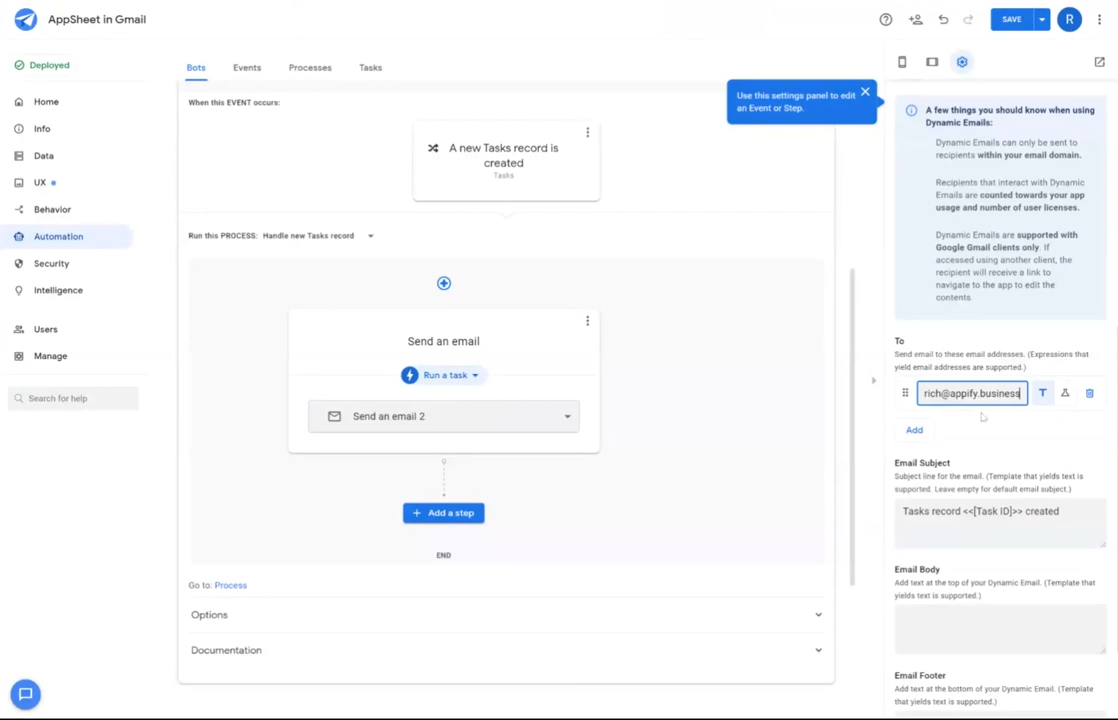 AppSheet in Gmail
SAVE
R
Deployed
Home
Info
Data
UX
Behavior
Automation
Security
Intelligence
Users
Manage
Search for help
Bots
Events
Processes
Tasks
When this EVENT occurs:
A new Tasks record is
created
Tasks
Run this PROCESS: Handle new Tasks record
Send an email
Run a task
Send an email 2
+ Add a step
END
Go to: Process
Options
Documentation
Use this settings panel to edit
an Event or Step.
A few things you should know when using
Dynamic Emails:
Dynamic Emails can only be sent to
recipients within your email domain.
Recipients that interact with Dynamic
Emails are counted towards your app
usage and number of user licenses.
Dynamic Emails are supported with
Google Gmail clients only. If
accessed using another client, the
recipient will receive a link to
navigate to the app to edit the
contents.
To
Send email to these email addresses. (Expressions that
yield email addresses are supported.)
rich@appify.business
T
Add
Email Subject
Subject line for the email. (Template that yields text is
supported. Leave empty for default email subject.)
Tasks record <<[Task ID]>> created
Email Body
Add text at the top of your Dynamic Email. (Template that
yields text is supported.)
Email Footer
Add text at the bottom of your Dynamic Email. (Template
that yields text is supported.)